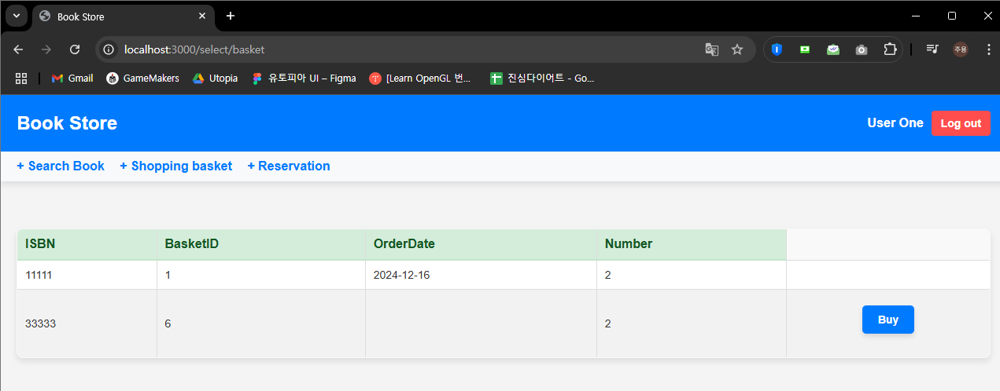 Book Store
localhost:3000/select/basket
주용
Gmail GameMakers Utopia 유토피아 UI – Figma [Learn OpenGL 번... 진심다이어트 - Go...
Book Store User One Log out
+ Search Book + Shopping basket + Reservation
ISBN BasketID OrderDate Number
11111 1 2024-12-16 2
33333 6 2 Buy